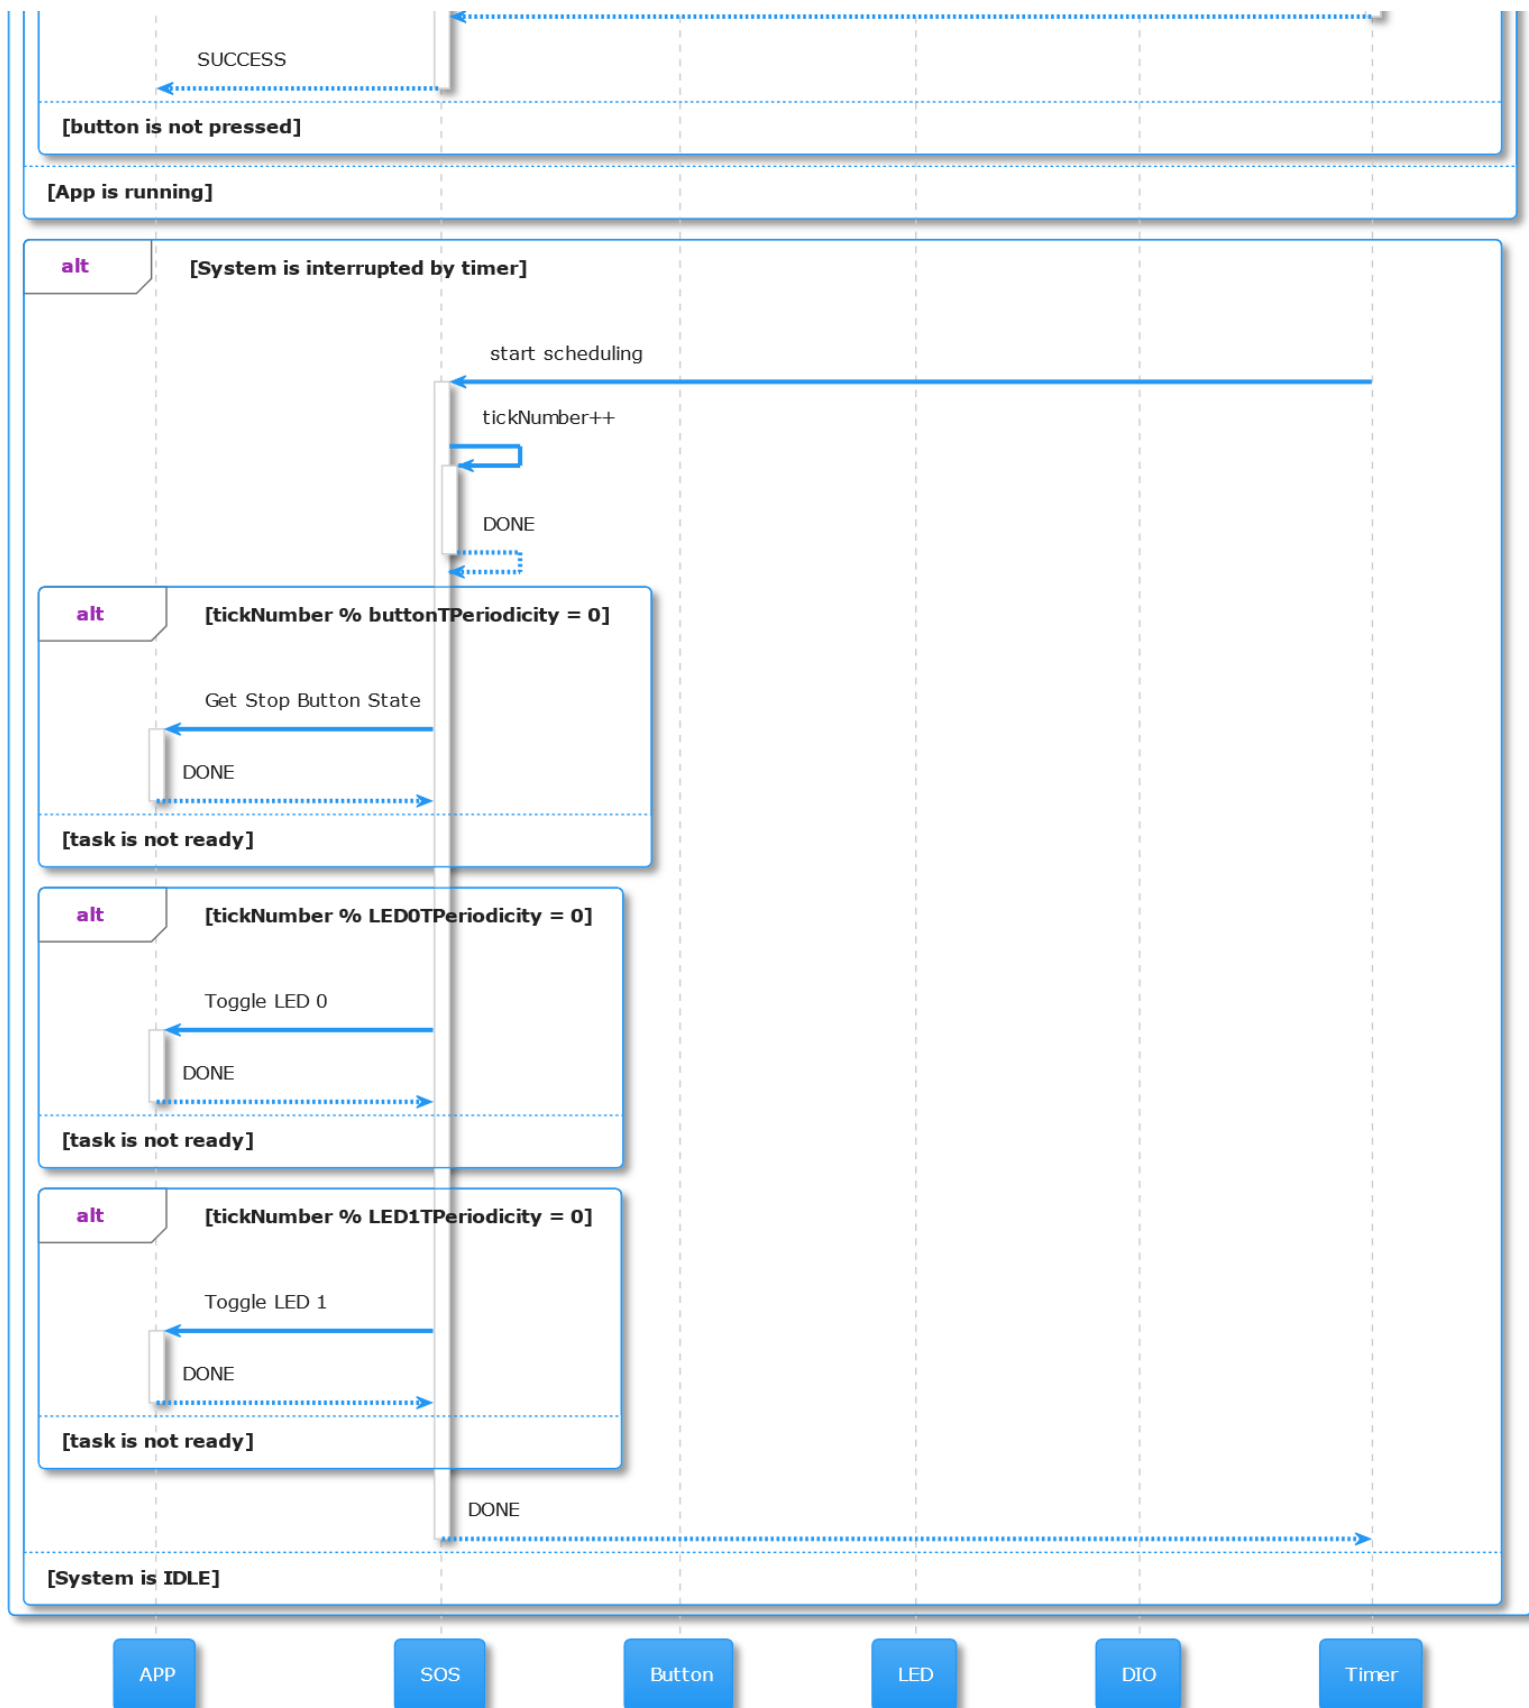 SUCCESS
[button is not pressed]
[App is running]
alt [System is interrupted by timer]
start scheduling
tickNumber++
DONE
alt [tickNumber % buttonTPeriodicity = 0]
Get Stop Button State
DONE
[task is not ready]
alt [tickNumber % LED0TPeriodicity = 0]
Toggle LED 0
DONE
[task is not ready]
alt [tickNumber % LED1TPeriodicity = 0]
Toggle LED 1
DONE
[task is not ready]
DONE
[System is IDLE]
APP SOS Button LED DIO Timer